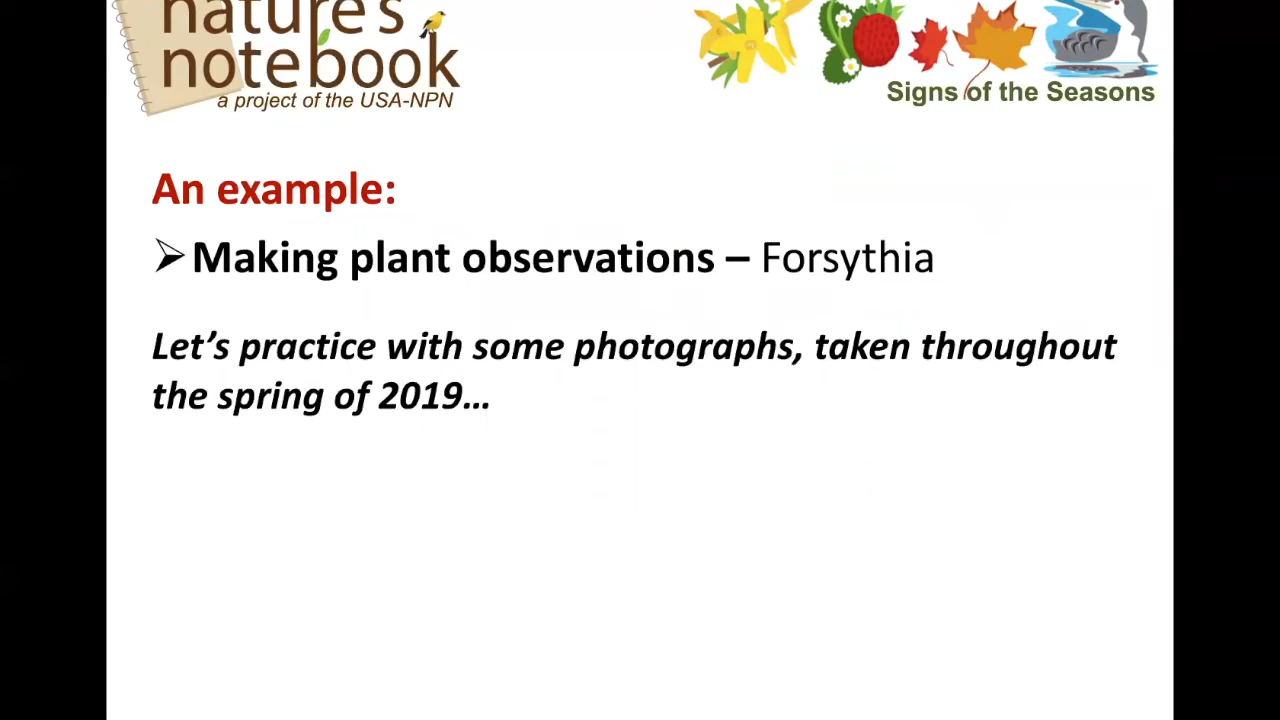 nature's
notebook
a project of the USA-NPN
Signs of the Seasons
An example:
➢ Making plant observations – Forsythia
Let's practice with some photographs, taken throughout
the spring of 2019…